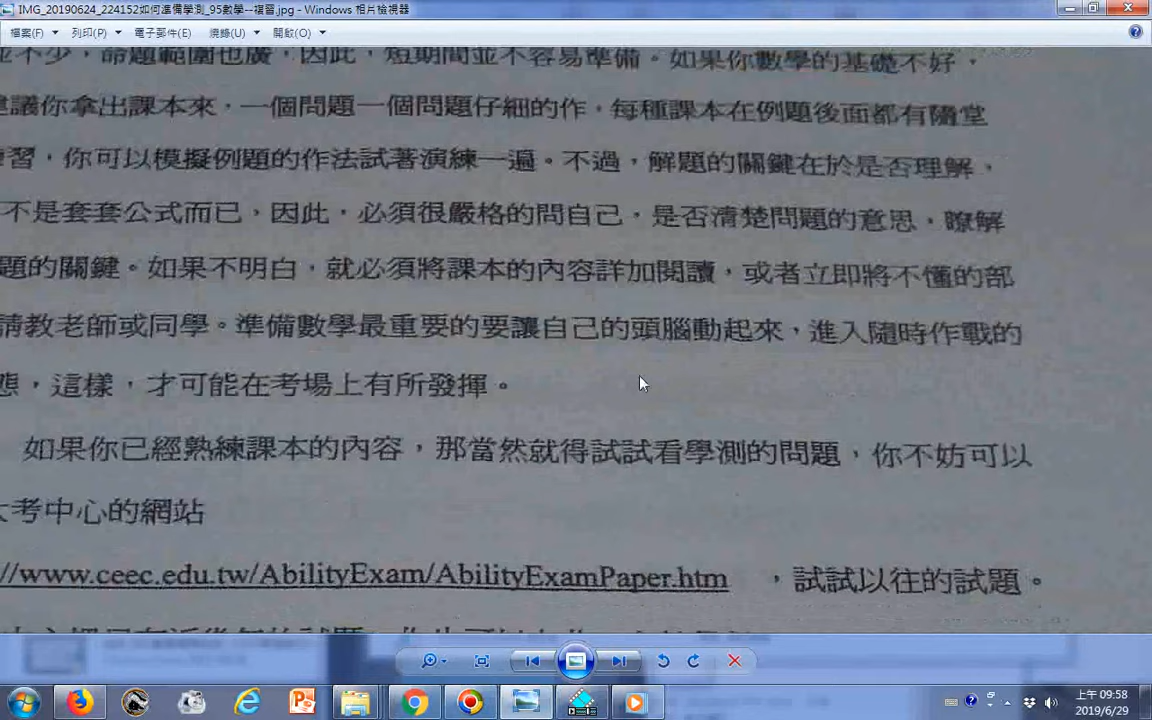 IMG_20190624_224152如何準備學測_95數學--複習.jpg - Windows 相片檢視器
檔案(F) 列印(P) 電子郵件(E) 燒錄(U) 開啟(O)
並不少，命題範圍也廣，因此，短期間並不容易準備。如果你數學的基礎不好，
建議你拿出課本來，一個問題一個問題仔細的作，每種課本在例題後面都有隨堂
習，你可以模擬例題的作法試著演練一遍。不過，解題的關鍵在於是否理解，
不是套套公式而已，因此，必須很嚴格的問自己，是否清楚問題的意思，瞭解
題的關鍵。如果不明白，就必須將課本的內容詳加閱讀，或者立即將不懂的部
請教老師或同學。準備數學最重要的要讓自己的頭腦動起來，進入隨時作戰的
態，這樣，才可能在考場上有所發揮。
如果你已經熟練課本的內容，那當然就得試試看學測的問題，你不妨可以
大考中心的網站
//www.ceec.edu.tw/AbilityExam/AbilityExamPaper.htm ，試試以往的試題。
上午 09:58
2019/6/29